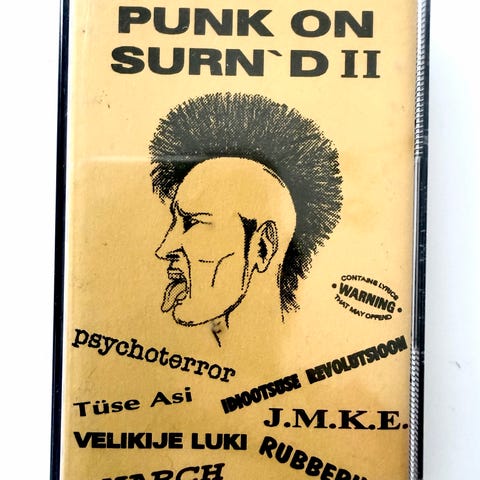 PUNK ON
SURN`D II
CONTAINS LYRICS
• WARNING •
THAT MAY OFFEND
psychoterror
IDIOOTSUSE REVOLUTSIOON
Tüse Asi
J.M.K.E.
VELIKIJE LUKI